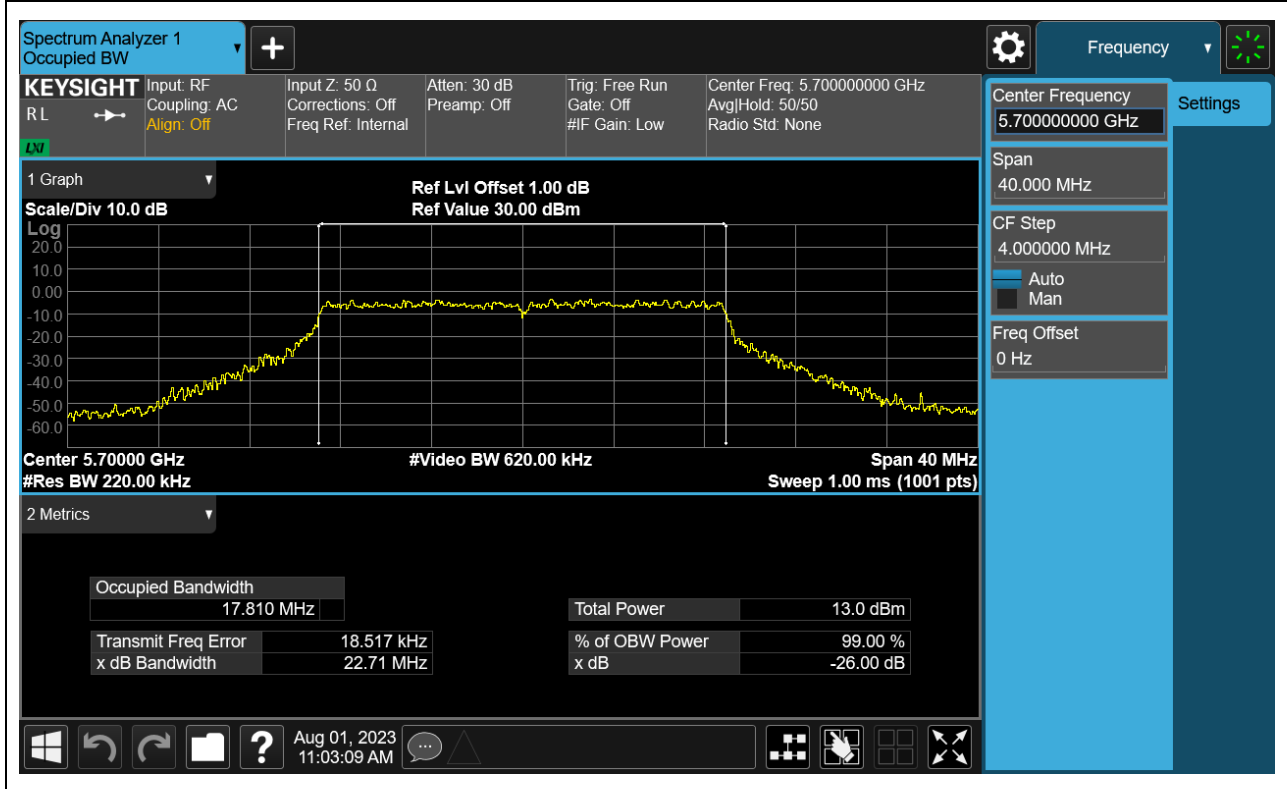 Spectrum Analyzer 1
Occupied BW
Frequency
KEYSIGHT
R L
LXI
Input: RF
Coupling: AC
Align: Off
Input Z: 50 Ω
Corrections: Off
Freq Ref: Internal
Atten: 30 dB
Preamp: Off
Trig: Free Run
Gate: Off
#IF Gain: Low
Center Freq: 5.700000000 GHz
Avg|Hold: 50/50
Radio Std: None
Center Frequency
5.700000000 GHz
Settings
Span
40.000 MHz
CF Step
4.000000 MHz
Auto
Man
Freq Offset
0 Hz
1 Graph
Scale/Div 10.0 dB
Ref Lvl Offset 1.00 dB
Ref Value 30.00 dBm
Log
20.0
10.0
0.00
-10.0
-20.0
-30.0
-40.0
-50.0
-60.0
Center 5.70000 GHz
#Video BW 620.00 kHz
Span 40 MHz
#Res BW 220.00 kHz
Sweep 1.00 ms (1001 pts)
2 Metrics
Occupied Bandwidth
17.810 MHz
Total Power 13.0 dBm
Transmit Freq Error 18.517 kHz
% of OBW Power 99.00 %
x dB Bandwidth 22.71 MHz
x dB -26.00 dB
Aug 01, 2023
11:03:09 AM